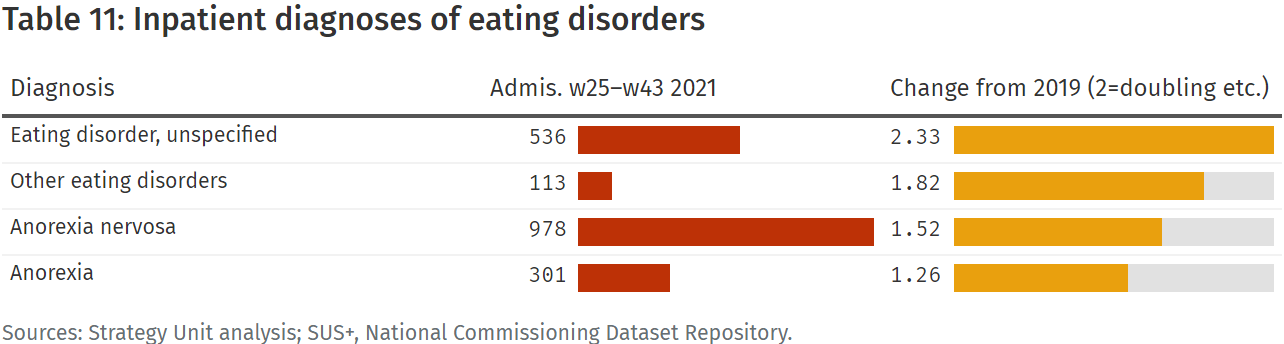 Table 11: Inpatient diagnoses of eating disorders
Diagnosis Admis. w25–w43 2021 Change from 2019 (2=doubling etc.)
Eating disorder, unspecified 536 2.33
Other eating disorders 113 1.82
Anorexia nervosa 978 1.52
Anorexia 301 1.26
Sources: Strategy Unit analysis; SUS+, National Commissioning Dataset Repository.